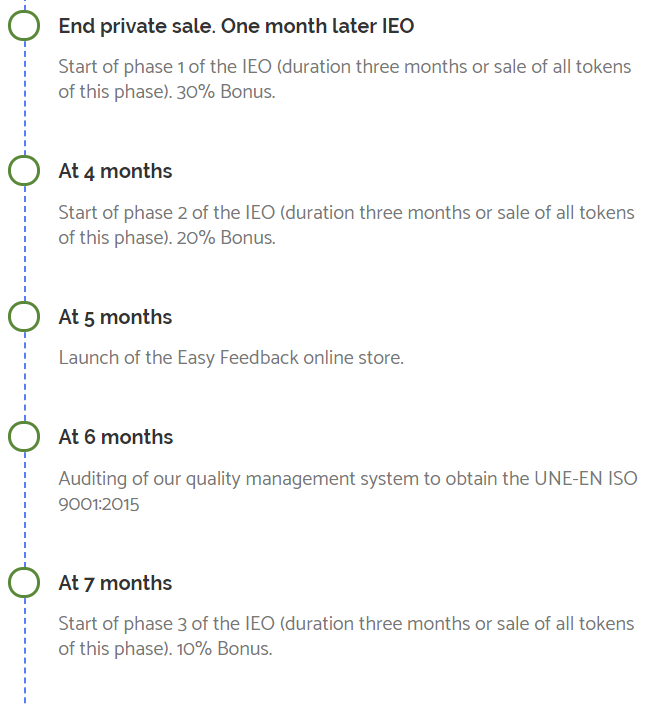 End private sale. One month later IEO
Start of phase 1 of the IEO (duration three months or sale of all tokens
of this phase). 30% Bonus.
At 4 months
Start of phase 2 of the IEO (duration three months or sale of all tokens
of this phase). 20% Bonus.
At 5 months
Launch of the Easy Feedback online store.
At 6 months
Auditing of our quality management system to obtain the UNE-EN ISO
9001:2015
At 7 months
Start of phase 3 of the IEO (duration three months or sale of all tokens
of this phase). 10% Bonus.